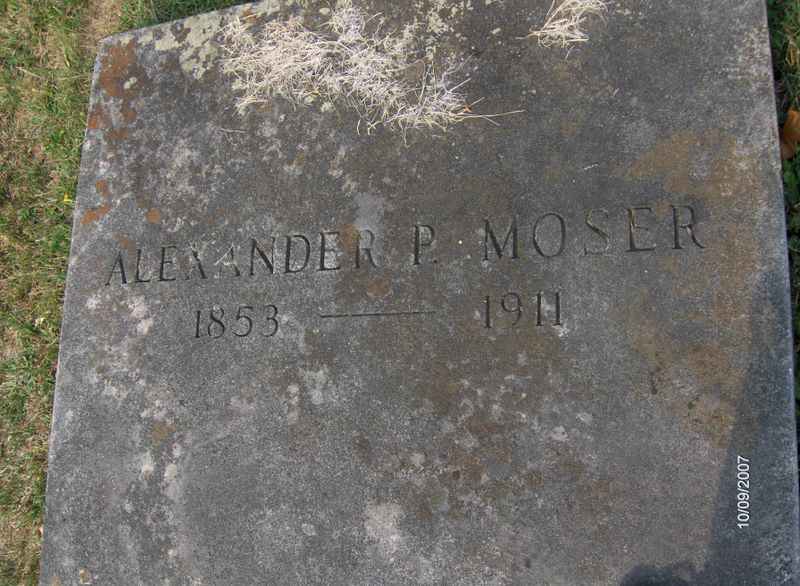 ALEXANDER P. MOSER
1853 — 1911
10/09/2007